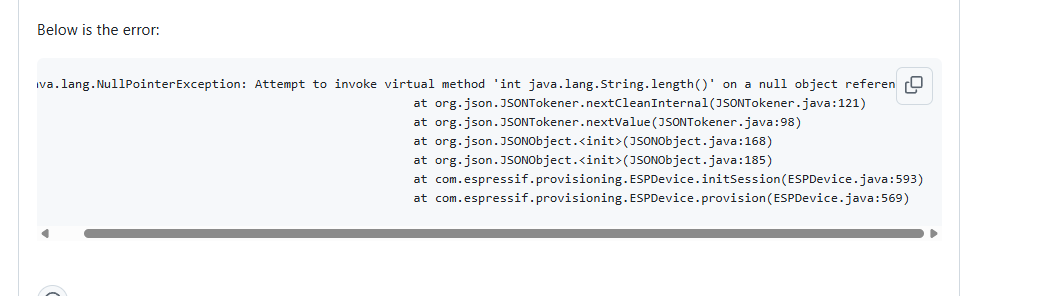 Below is the error:
ava.lang.NullPointerException: Attempt to invoke virtual method 'int java.lang.String.length()' on a null object referen
at org.json.JSONTokener.nextCleanInternal(JSONTokener.java:121)
at org.json.JSONTokener.nextValue(JSONTokener.java:98)
at org.json.JSONObject.<init>(JSONObject.java:168)
at org.json.JSONObject.<init>(JSONObject.java:185)
at com.espressif.provisioning.ESPDevice.initSession(ESPDevice.java:593)
at com.espressif.provisioning.ESPDevice.provision(ESPDevice.java:569)